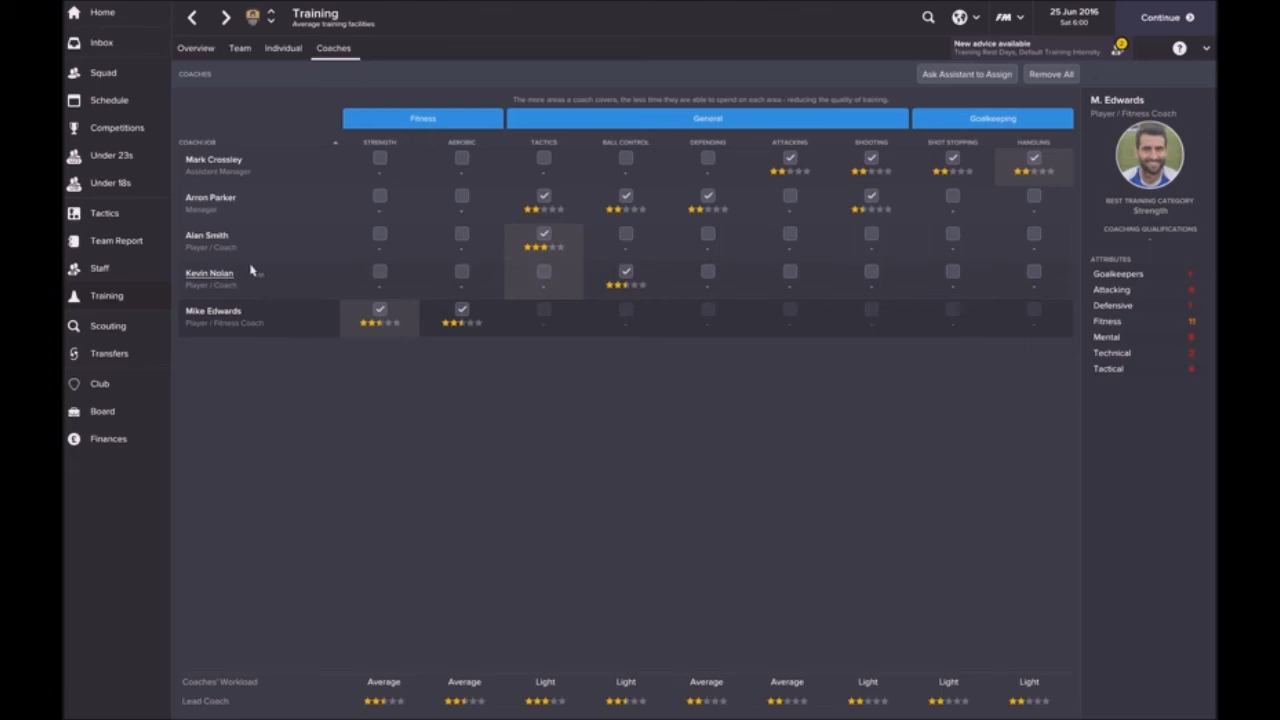 Home
Inbox
Squad
Schedule
Competitions
Under 23s
Under 18s
Tactics
Team Report
Staff
Training
Scouting
Transfers
Club
Board
Finances
Training
Average training facilities
FM
25 Jun 2016
Sat 6:00
Continue
Overview Team Individual Coaches
New advice available
Training Rest Days, Default Training Intensity
2
?
COACHES
Ask Assistant to Assign Remove All
The more areas a coach covers, the less time they are able to spend on each area - reducing the quality of training.
Fitness General Goalkeeping
COACH/JOB STRENGTH AEROBIC TACTICS BALL CONTROL DEFENDING ATTACKING SHOOTING SHOT STOPPING HANDLING
Mark Crossley
Assistant Manager
Arron Parker
Manager
Alan Smith
Player / Coach
Kevin Nolan
Player / Coach
Mike Edwards
Player / Fitness Coach
Coaches' Workload Average Average Light Light Average Average Light Light Light
Lead Coach
M. Edwards
Player / Fitness Coach
BEST TRAINING CATEGORY
Strength
COACHING QUALIFICATIONS
-
ATTRIBUTES
Goalkeepers 1
Attacking
Defensive 1
Fitness 11
Mental
Technical 2
Tactical